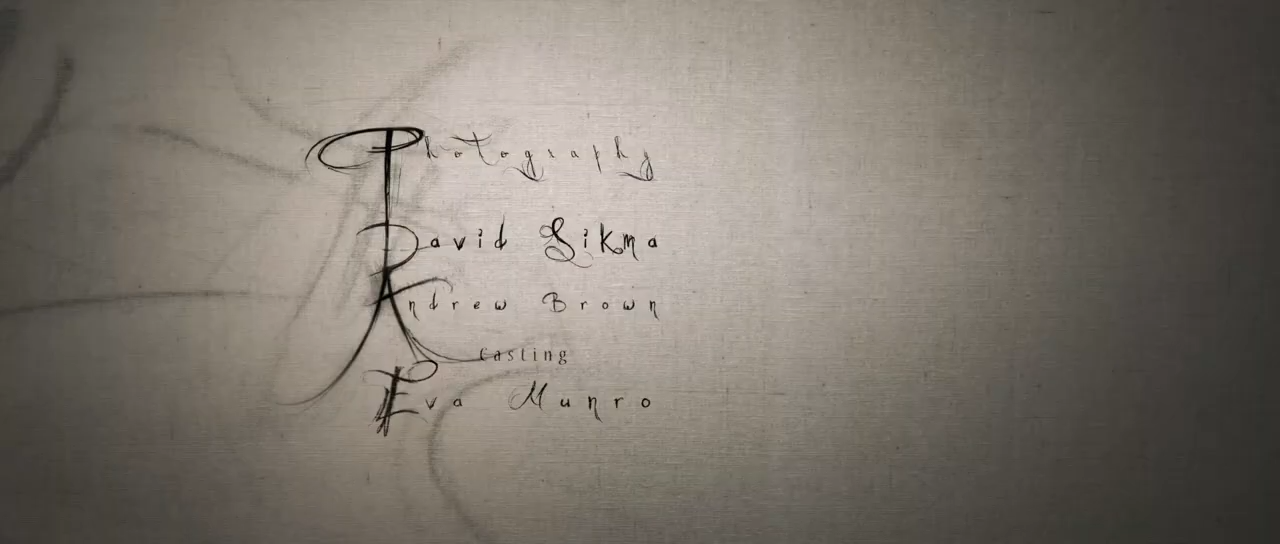 Photography
David Sikma
Andrew Brown
Casting
Eva Munro